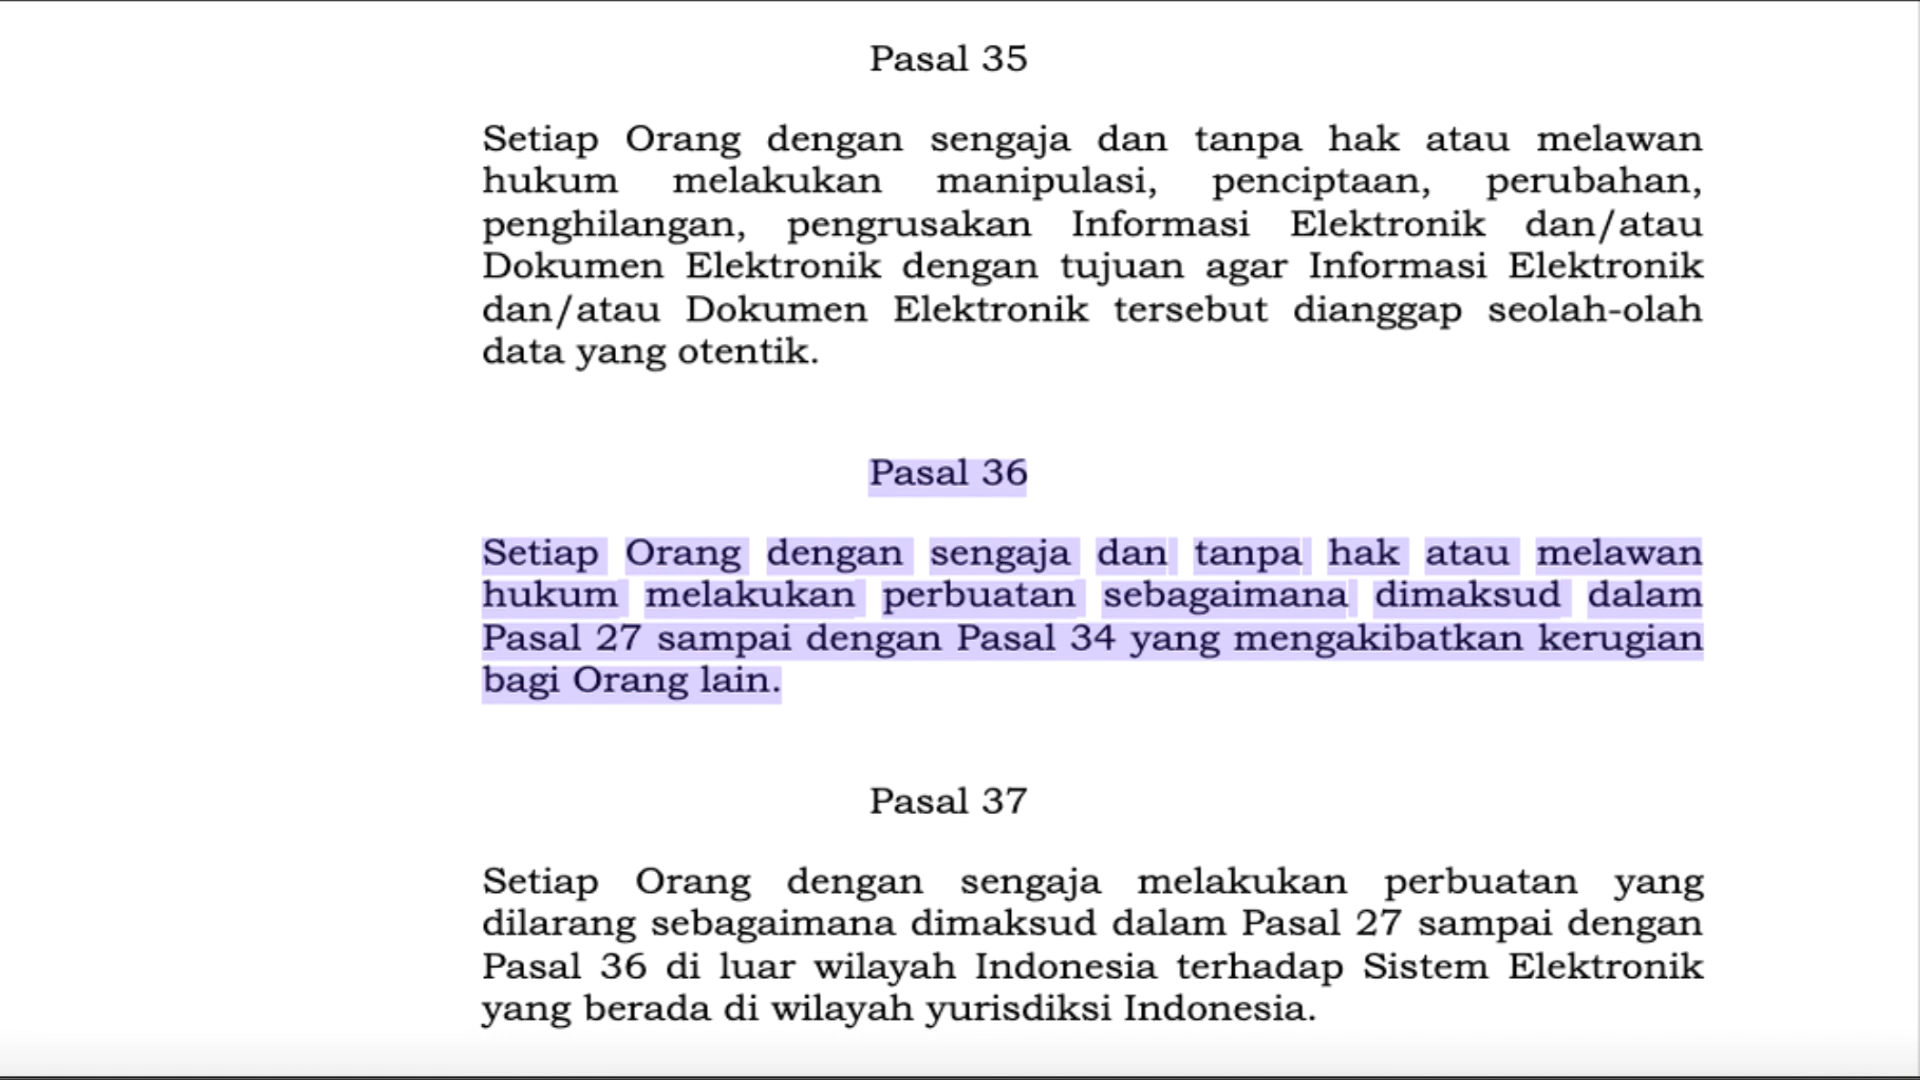 Pasal 35
Setiap Orang dengan sengaja dan tanpa hak atau melawan
hukum melakukan manipulasi, penciptaan, perubahan,
penghilangan, pengrusakan Informasi Elektronik dan/atau
Dokumen Elektronik dengan tujuan agar Informasi Elektronik
dan/atau Dokumen Elektronik tersebut dianggap seolah-olah
data yang otentik.
Pasal 36
Setiap Orang dengan sengaja dan tanpa hak atau melawan
hukum melakukan perbuatan sebagaimana dimaksud dalam
Pasal 27 sampai dengan Pasal 34 yang mengakibatkan kerugian
bagi Orang lain.
Pasal 37
Setiap Orang dengan sengaja melakukan perbuatan yang
dilarang sebagaimana dimaksud dalam Pasal 27 sampai dengan
Pasal 36 di luar wilayah Indonesia terhadap Sistem Elektronik
yang berada di wilayah yurisdiksi Indonesia.